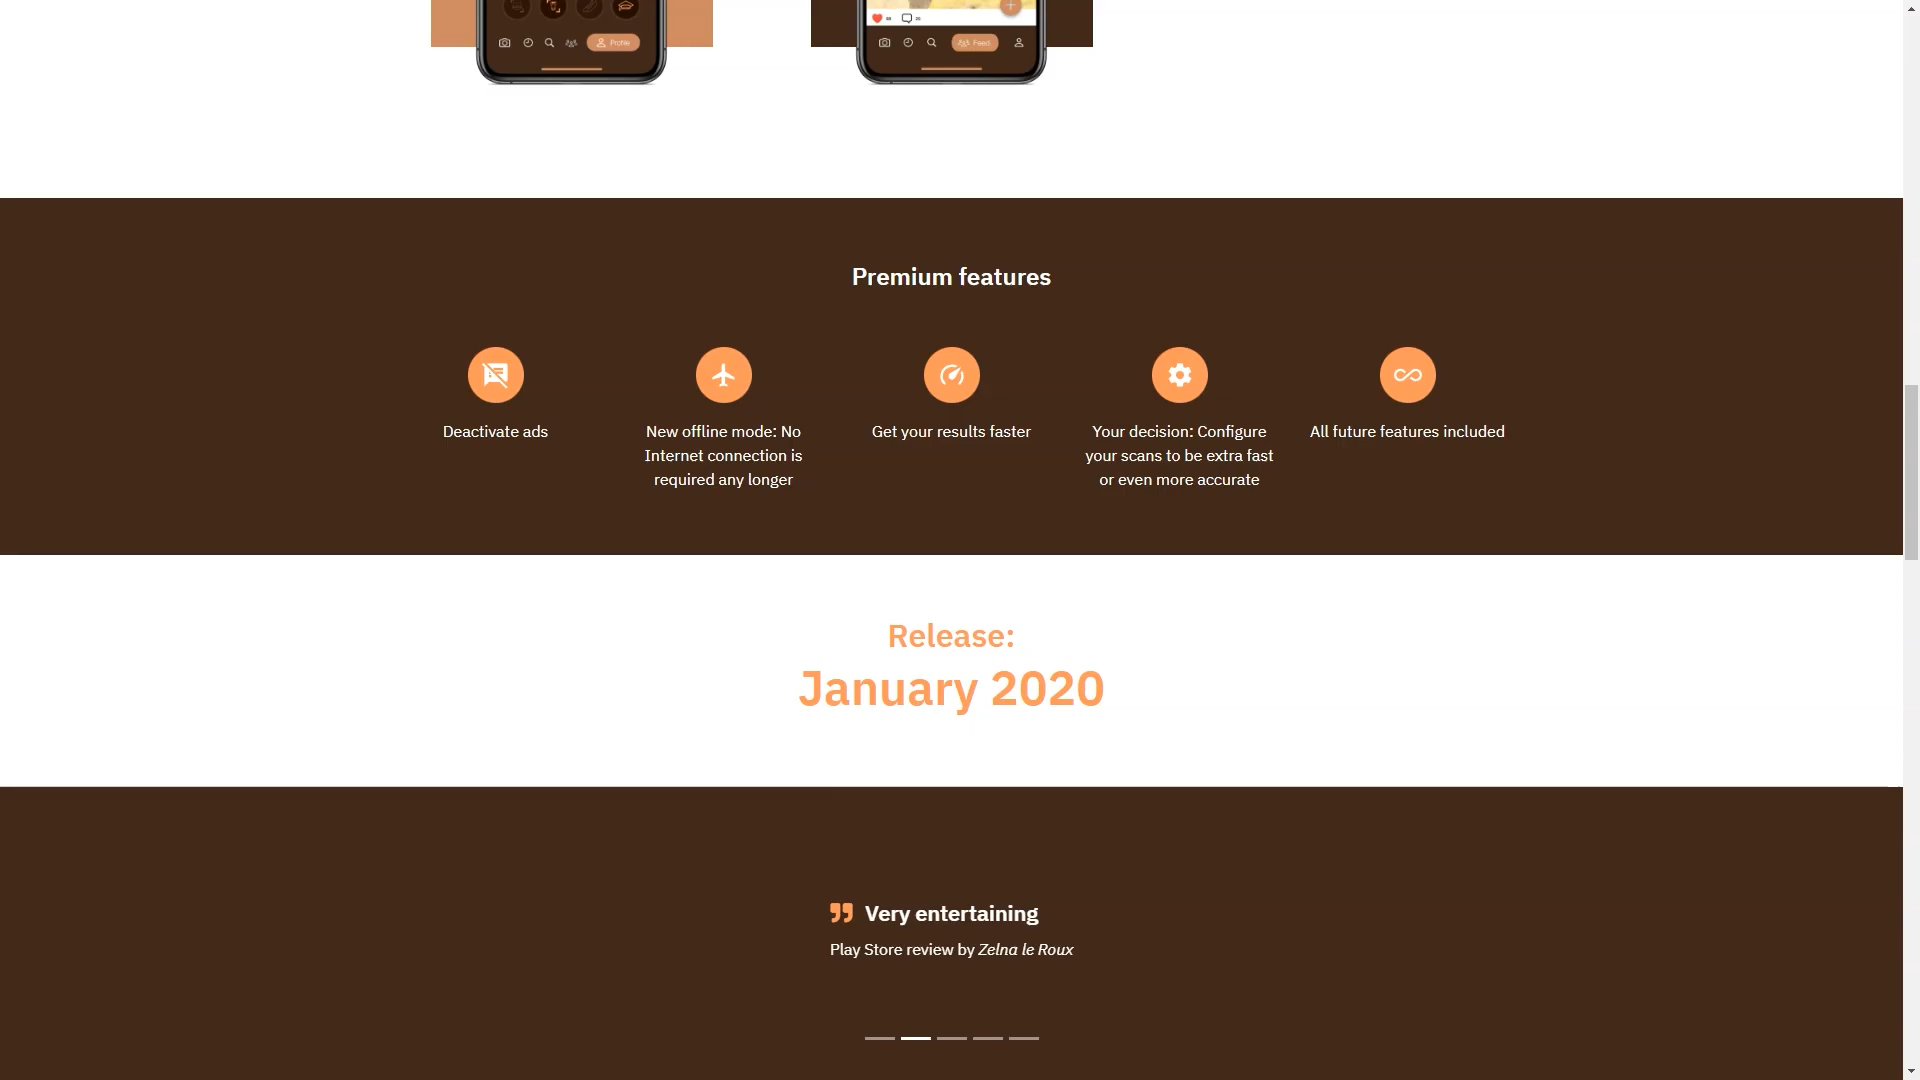 Profile
Feed
Premium features
Deactivate ads
New offline mode: No
Internet connection is
required any longer
Get your results faster
Your decision: Configure
your scans to be extra fast
or even more accurate
All future features included
Release:
January 2020
Very entertaining
Play Store review by Zelna le Roux